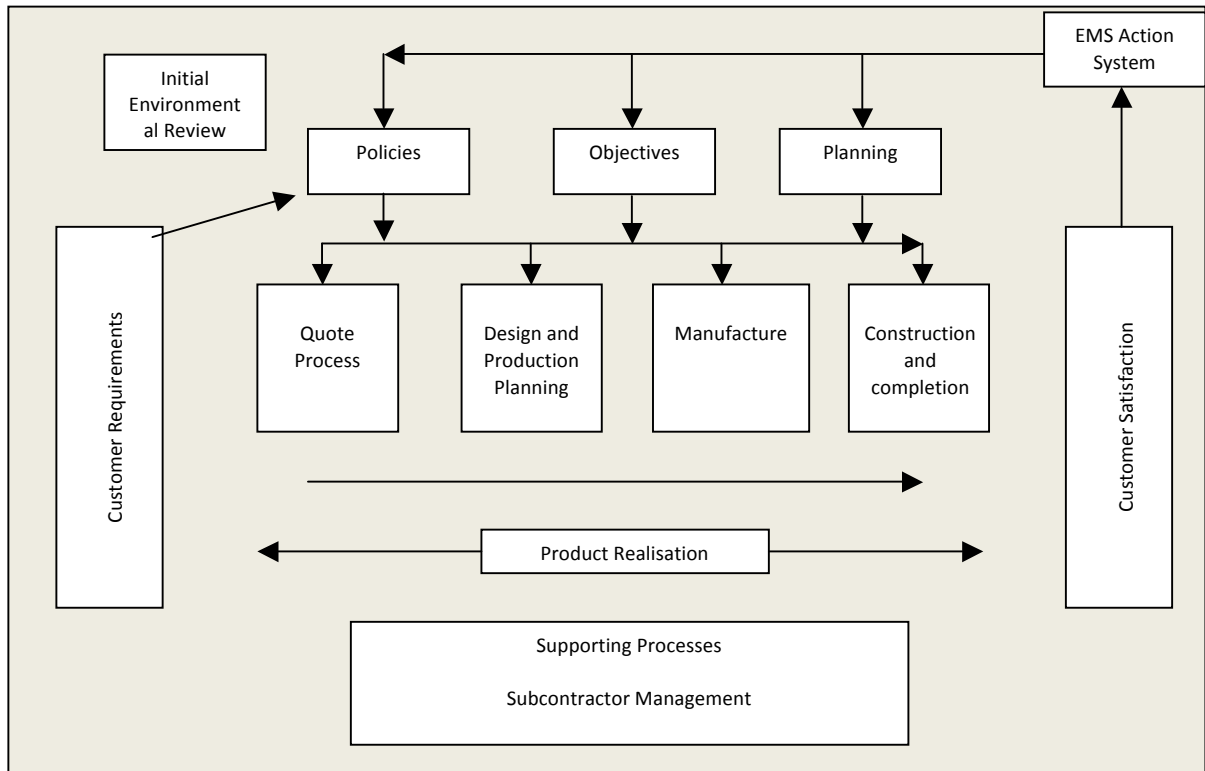 EMS Action
System
Initial
Environment
al Review
Policies
Objectives
Planning
Customer Requirements
Quote
Process
Design and
Production
Planning
Manufacture
Construction
and
completion
Customer Satisfaction
Product Realisation
Supporting Processes
Subcontractor Management